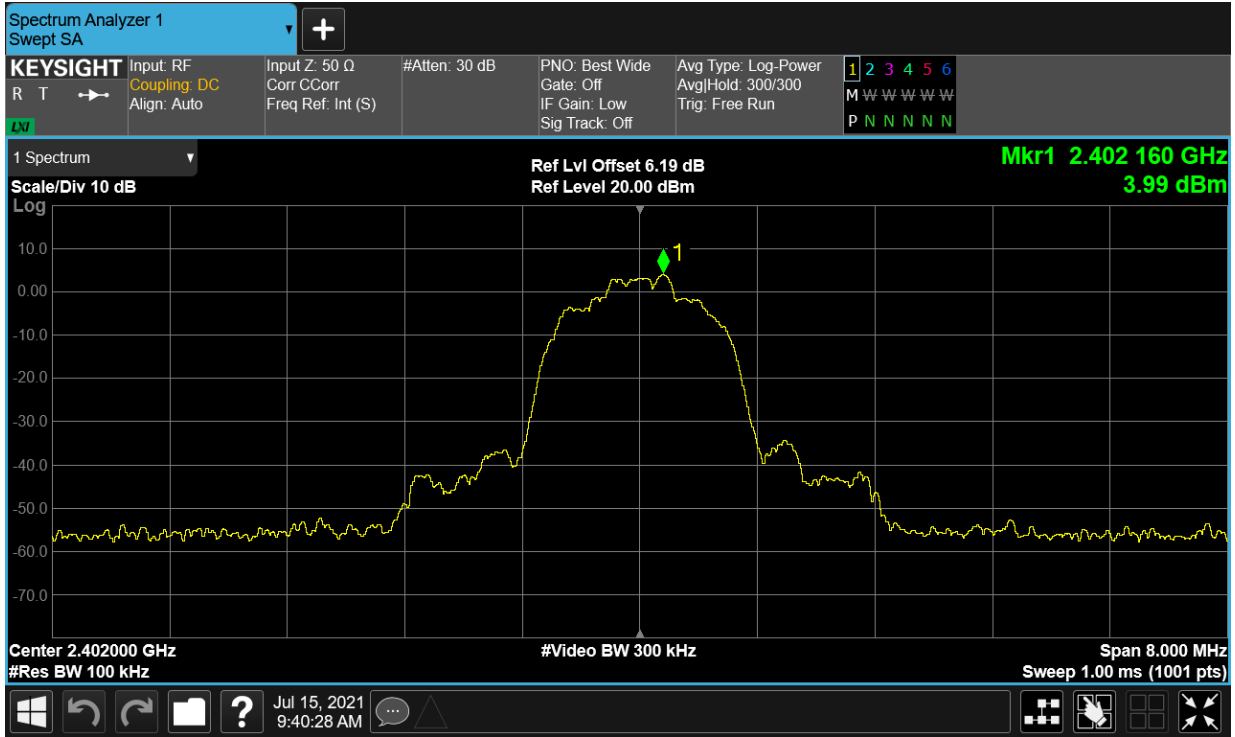 Spectrum Analyzer 1
Swept SA
KEYSIGHT
R T
LXI
Input: RF
Coupling: DC
Align: Auto
Input Z: 50 Ω
Corr CCorr
Freq Ref: Int (S)
#Atten: 30 dB
PNO: Best Wide
Gate: Off
IF Gain: Low
Sig Track: Off
Avg Type: Log-Power
Avg|Hold: 300/300
Trig: Free Run
1 2 3 4 5 6
M W W W W W
P N N N N N
1 Spectrum
Scale/Div 10 dB
Log
Ref Lvl Offset 6.19 dB
Ref Level 20.00 dBm
Mkr1 2.402 160 GHz
3.99 dBm
1
10.0
0.00
-10.0
-20.0
-30.0
-40.0
-50.0
-60.0
-70.0
Center 2.402000 GHz
#Res BW 100 kHz
#Video BW 300 kHz
Span 8.000 MHz
Sweep 1.00 ms (1001 pts)
?
Jul 15, 2021
9:40:28 AM